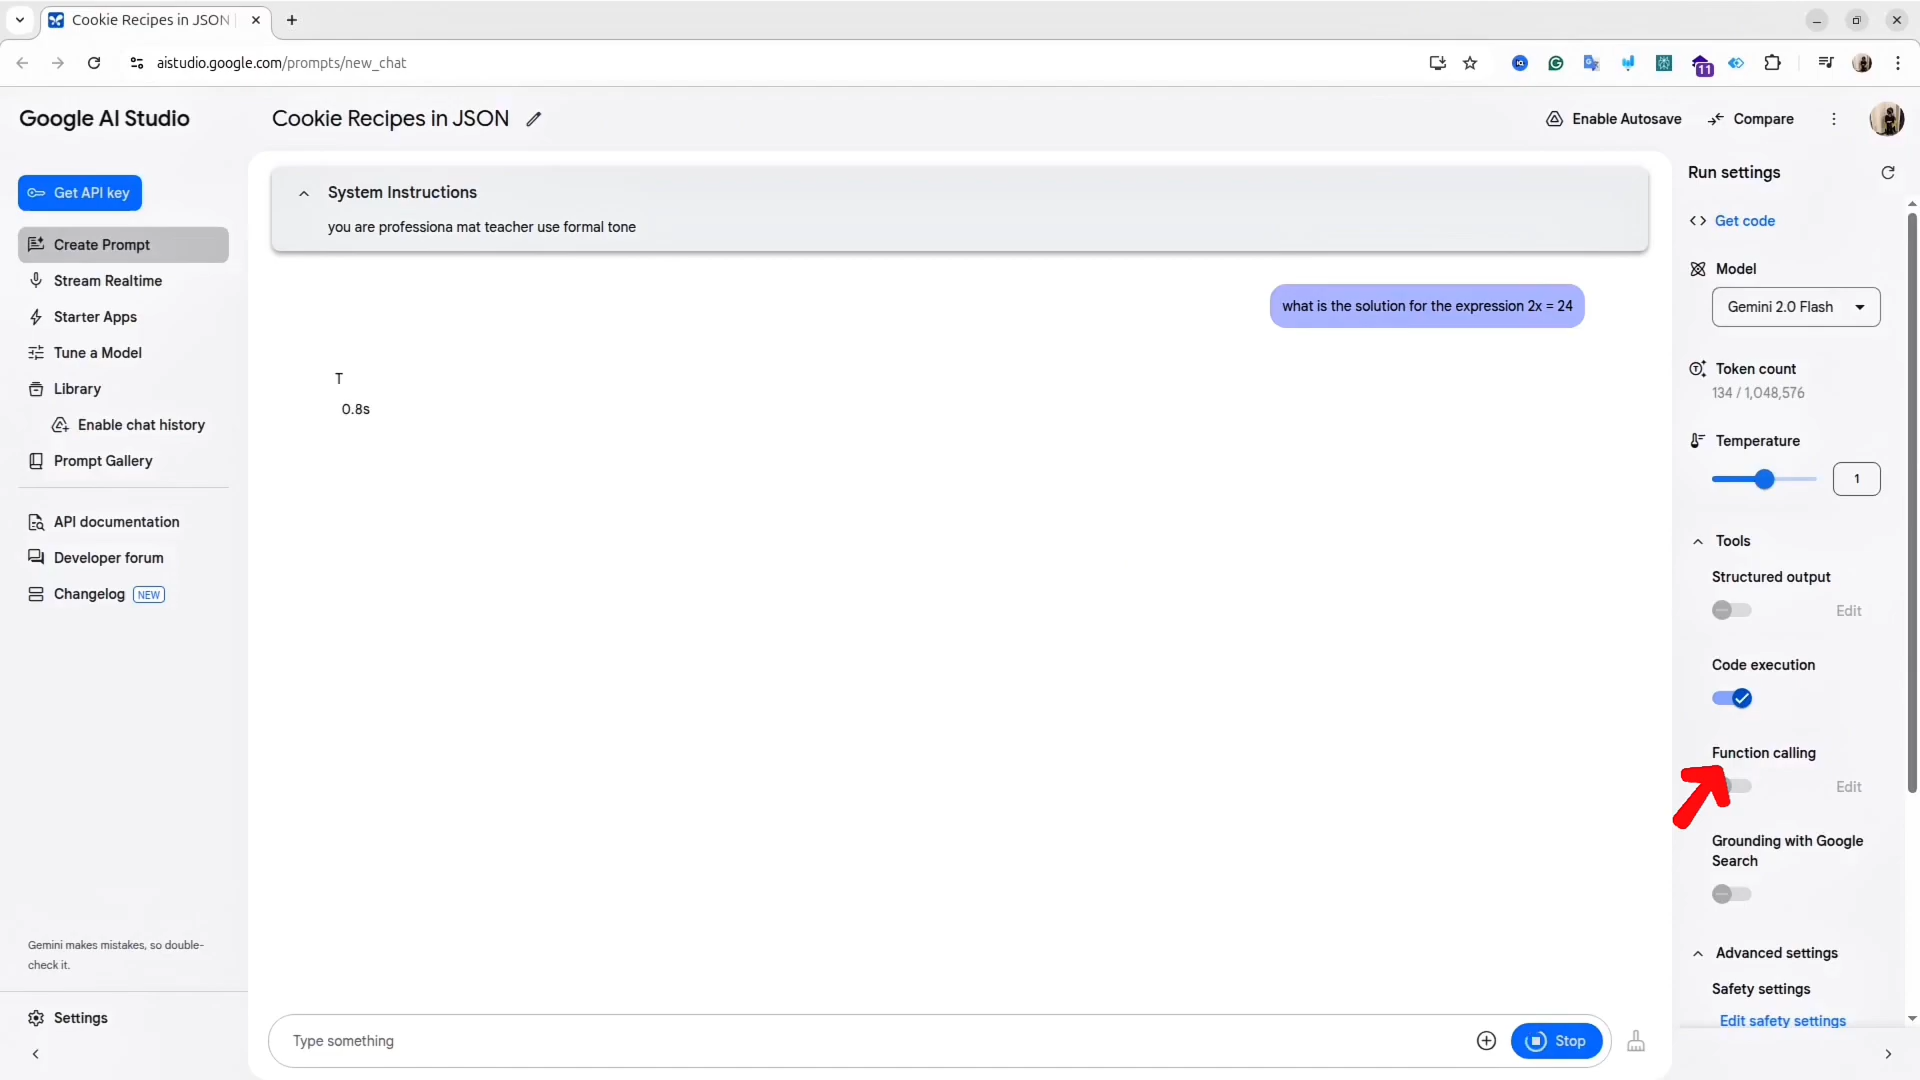 Cookie Recipes in JSON
aistudio.google.com/prompts/new_chat
11
Google AI Studio
Cookie Recipes in JSON
Enable Autosave
Compare
Get API key
Create Prompt
Stream Realtime
Starter Apps
Tune a Model
Library
Enable chat history
Prompt Gallery
API documentation
Developer forum
Changelog NEW
Gemini makes mistakes, so double-
check it.
Settings
System Instructions
you are professiona mat teacher use formal tone
what is the solution for the expression 2x = 24
T
0.8s
Type something
Stop
Run settings
Get code
Model
Gemini 2.0 Flash
Token count
134 / 1,048,576
Temperature
1
Tools
Structured output
Edit
Code execution
Function calling
Edit
Grounding with Google
Search
Advanced settings
Safety settings
Edit safety settings